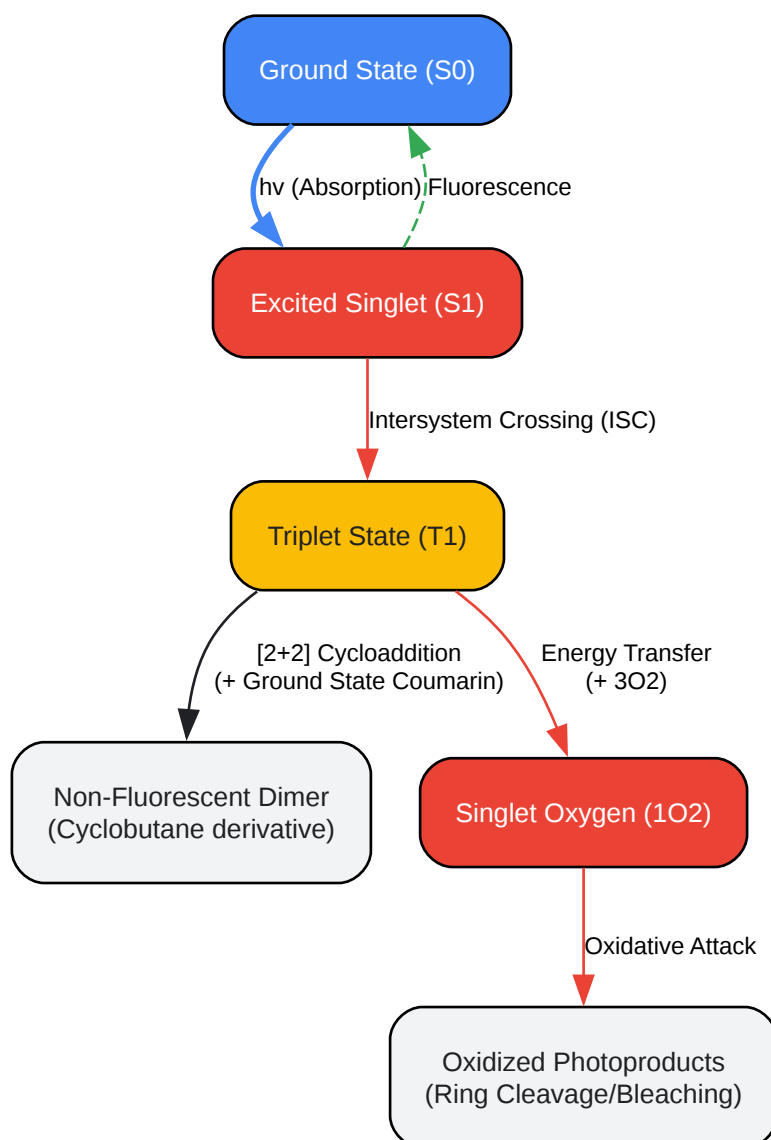 Ground State (S0)
hv (Absorption)
Fluorescence
Excited Singlet (S1)
Intersystem Crossing (ISC)
Triplet State (T1)
[2+2] Cycloaddition
(+ Ground State Coumarin)
Energy Transfer
(+ 3O2)
Non-Fluorescent Dimer
(Cyclobutane derivative)
Singlet Oxygen (1O2)
Oxidative Attack
Oxidized Photoproducts
(Ring Cleavage/Bleaching)